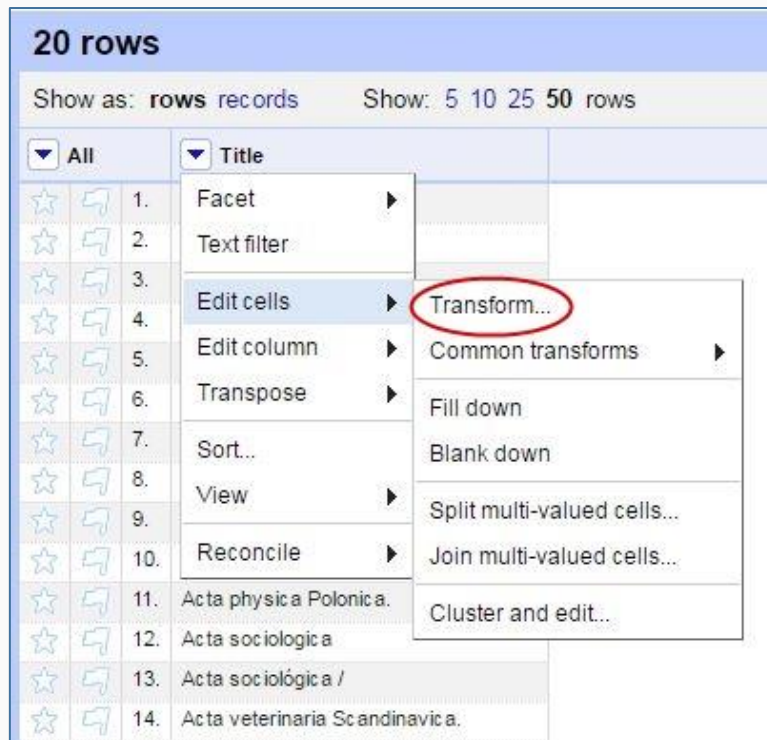 20 rows
Show as: rows records Show: 5 10 25 50 rows
All Title
1.
2.
3.
4.
5.
6.
7.
8.
9.
10.
11. Acta physica Polonica.
12. Acta sociologica
13. Acta sociológica /
14. Acta veterinaria Scandinavica.
Facet
Text filter
Edit cells
Edit column
Transpose
Sort...
View
Reconcile
Transform...
Common transforms
Fill down
Blank down
Split multi-valued cells...
Join multi-valued cells...
Cluster and edit...